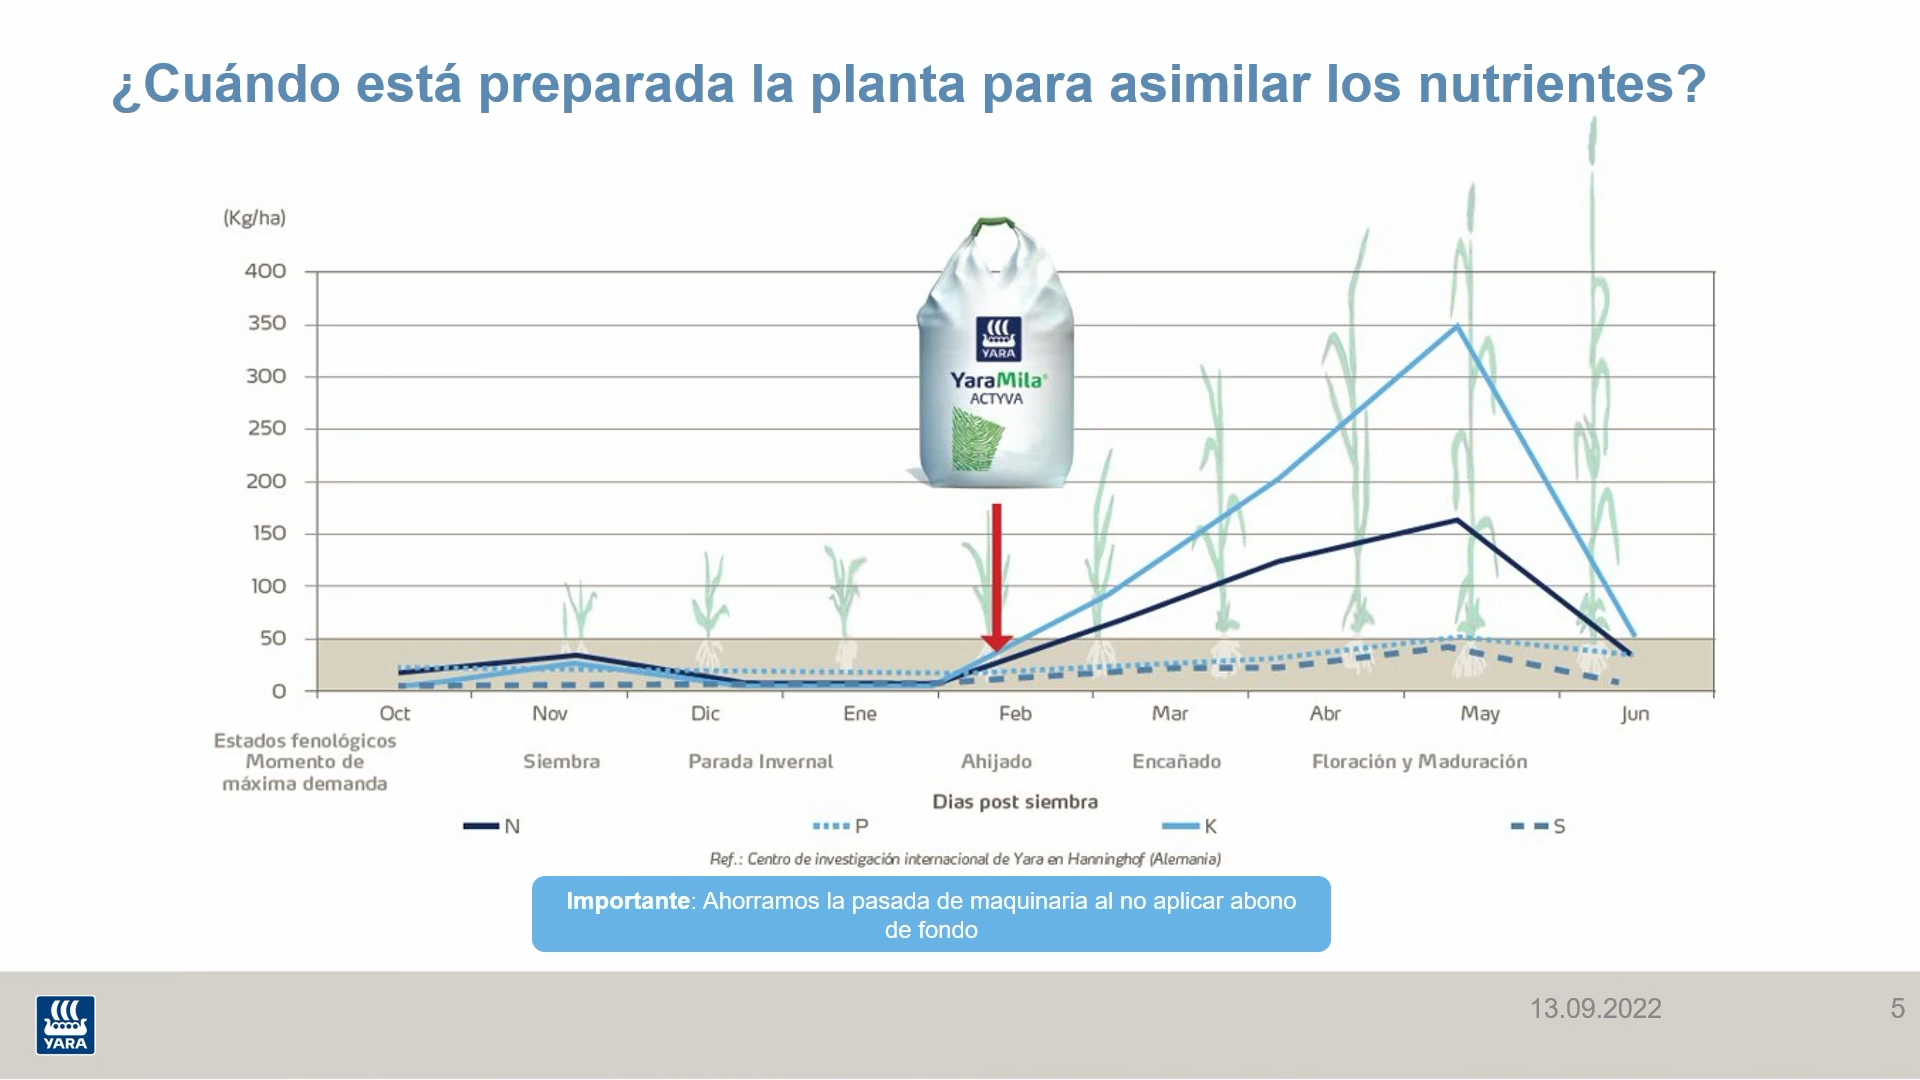 ¿Cuándo está preparada la planta para asimilar los nutrientes?
(Kg/ha)
400
350
300
250
200
150
100
50
0
YARA
YaraMila®
ACTYVA
Oct Nov Dic Ene Feb Mar Abr May Jun
Estados fenológicos
Momento de
máxima demanda
Siembra Parada Invernal Ahijado Encañado Floración y Maduración
Dias post siembra
N P K S
Ref.: Centro de investigación internacional de Yara en Hanninghof (Alemania)
Importante: Ahorramos la pasada de maquinaria al no aplicar abono
de fondo
YARA
13.09.2022
5